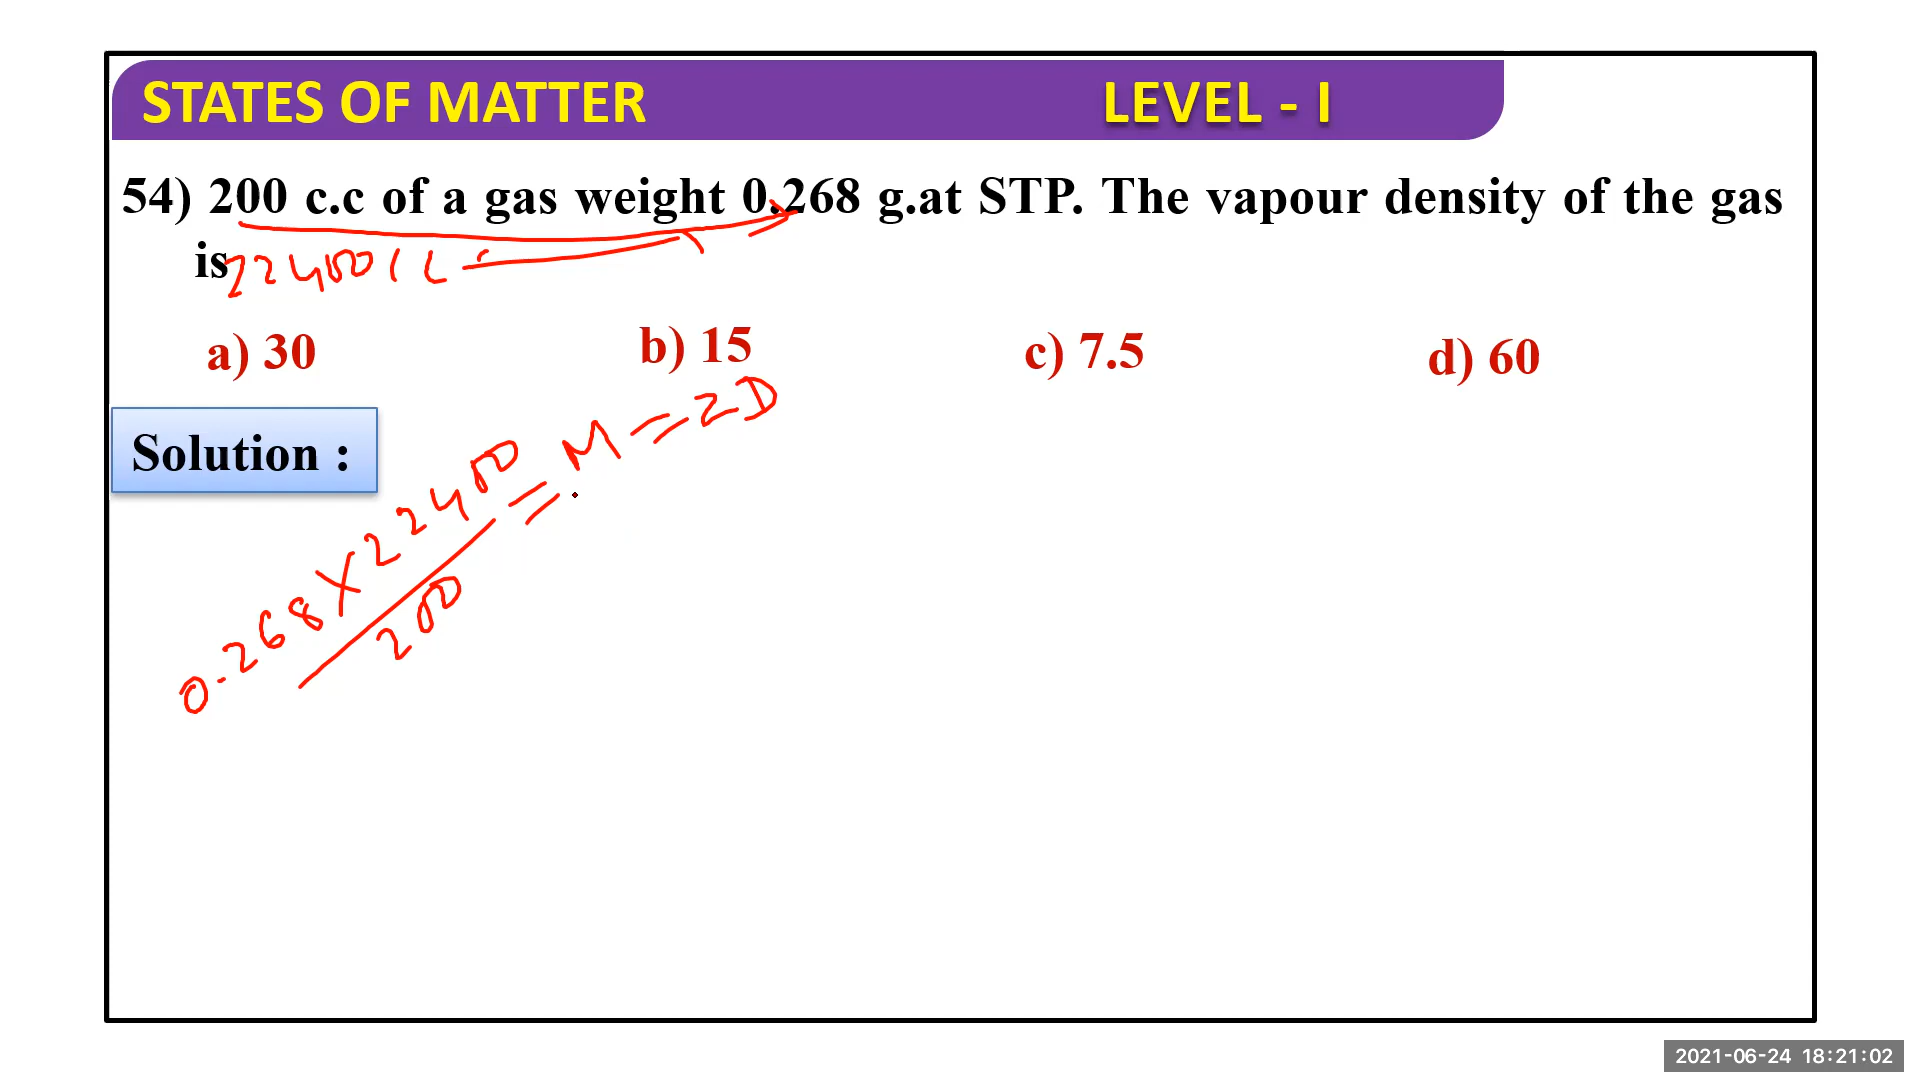 STATES OF MATTER LEVEL - I
54) 200 c.c of a gas weight 0.268 g.at STP. The vapour density of the gas
is
22400 CC
a) 30 b) 15 c) 7.5 d) 60
Solution :
0.268 X 22400 = M = 2D
200
2021-06-24 18:21:02